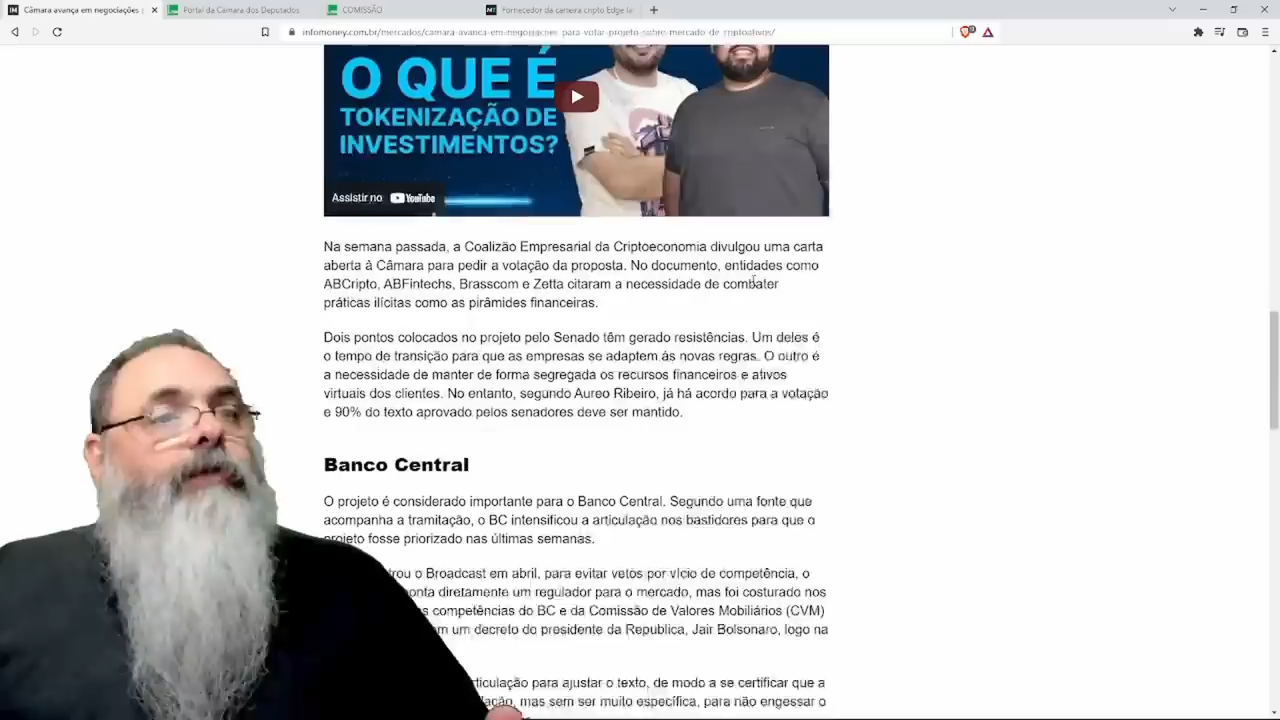 Câmara avança em negociações
Portal da Câmara dos Deputados
COMISSÃO
Fornecedor da carteira cripto Edge la
infomoney.com.br/mercados/camara-avanca-em-negociacoes-para-votar-projeto-sobre-mercado-de-criptoativos/
O QUE É
TOKENIZAÇÃO DE
INVESTIMENTOS?
Assistir no YouTube
Na semana passada, a Coalizão Empresarial da Criptoeconomia divulgou uma carta
aberta à Câmara para pedir a votação da proposta. No documento, entidades como
ABCripto, ABFintechs, Brasscom e Zetta citaram a necessidade de combater
práticas ilícitas como as pirâmides financeiras.
Dois pontos colocados no projeto pelo Senado têm gerado resistências. Um deles é
o tempo de transição para que as empresas se adaptem às novas regras. O outro é
a necessidade de manter de forma segregada os recursos financeiros e ativos
virtuais dos clientes. No entanto, segundo Aureo Ribeiro, já há acordo para a votação
e 90% do texto aprovado pelos senadores deve ser mantido.
Banco Central
O projeto é considerado importante para o Banco Central. Segundo uma fonte que
acompanha a tramitação, o BC intensificou a articulação nos bastidores para que o
projeto fosse priorizado nas últimas semanas.
trou o Broadcast em abril, para evitar vetos por vício de competência, o
onta diretamente um regulador para o mercado, mas foi costurado nos
s competências do BC e da Comissão de Valores Mobiliários (CVM)
m um decreto do presidente da Republica, Jair Bolsonaro, logo na
rticulação para ajustar o texto, de modo a se certificar que a
lação, mas sem ser muito específica, para não engessar o